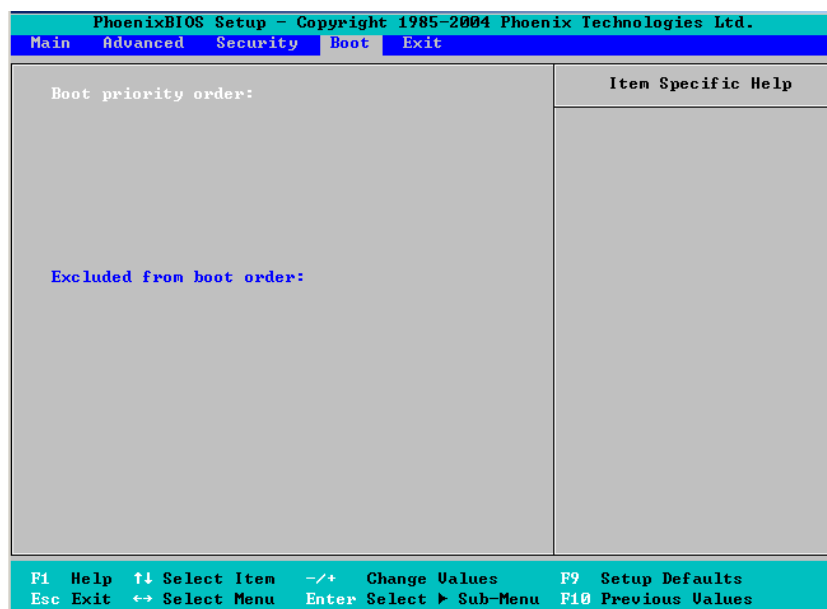 PhoenixBIOS Setup - Copyright 1985-2004 Phoenix Technologies Ltd.
Main Advanced Security Boot Exit
Boot priority order:
Item Specific Help
Excluded from boot order:
F1 Help ↑↓ Select Item -/+ Change Values F9 Setup Defaults
Esc Exit ←→ Select Menu Enter Select ▶ Sub-Menu F10 Previous Values